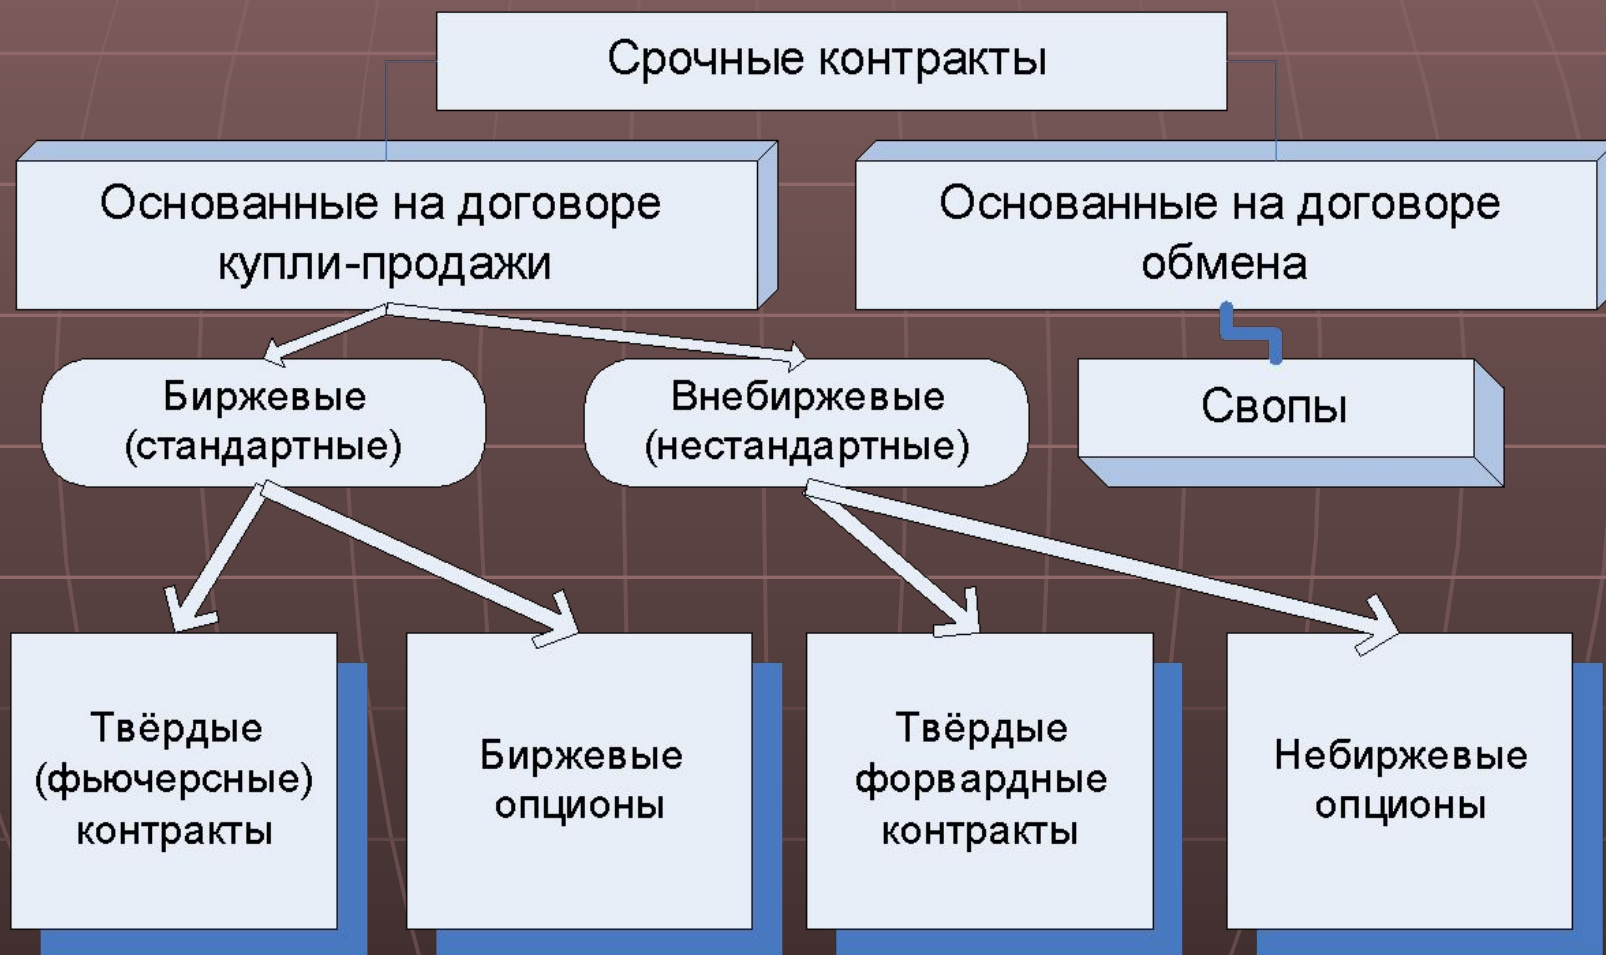 Срочные контракты
Основанные на договоре
купли-продажи
Основанные на договоре
обмена
Биржевые
(стандартные)
Внебиржевые
(нестандартные)
Свопы
Твёрдые
(фьючерсные)
контракты
Биржевые
опционы
Твёрдые
форвардные
контракты
Небиржевые
опционы